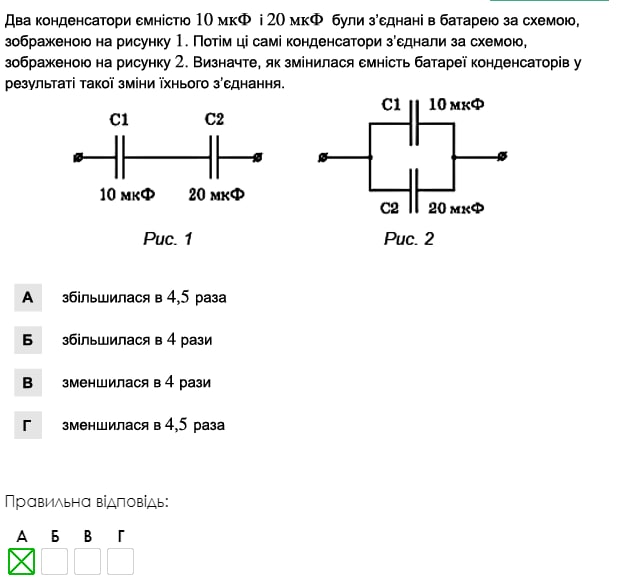 Два конденсатори ємністю 10 мкФ і 20 мкФ були з’єднані в батарею за схемою,
зображеною на рисунку 1. Потім ці самі конденсатори з’єднали за схемою,
зображеною на рисунку 2. Визначте, як змінилася ємність батареї конденсаторів у
результаті такої зміни їхнього з’єднання.
C1 C2
10 мкФ 20 мкФ
Рис. 1
C1 10 мкФ
C2 20 мкФ
Рис. 2
А збільшилася в 4,5 раза
Б збільшилася в 4 рази
В зменшилася в 4 рази
Г зменшилася в 4,5 раза
Правильна відповідь:
А Б В Г